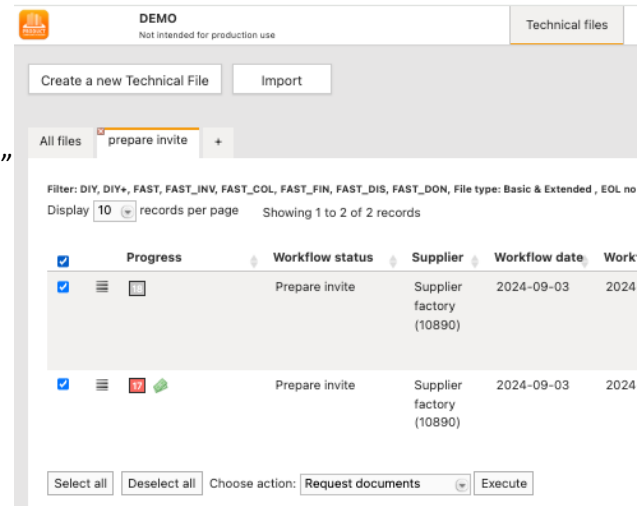 DEMO
Not intended for production use
Technical files
PRODUCT
Create a new Technical File
Import
All files
prepare invite
+
”
Filter: DIY, DIY+, FAST, FAST_INV, FAST_COL, FAST_FIN, FAST_DIS, FAST_DON, File type: Basic & Extended , EOL no
Display 10 records per page Showing 1 to 2 of 2 records
Progress Workflow status Supplier Workflow date Work
Prepare invite Supplier factory (10890) 2024-09-03 2024
17 Prepare invite Supplier factory (10890) 2024-09-03 2024
Select all Deselect all Choose action: Request documents Execute